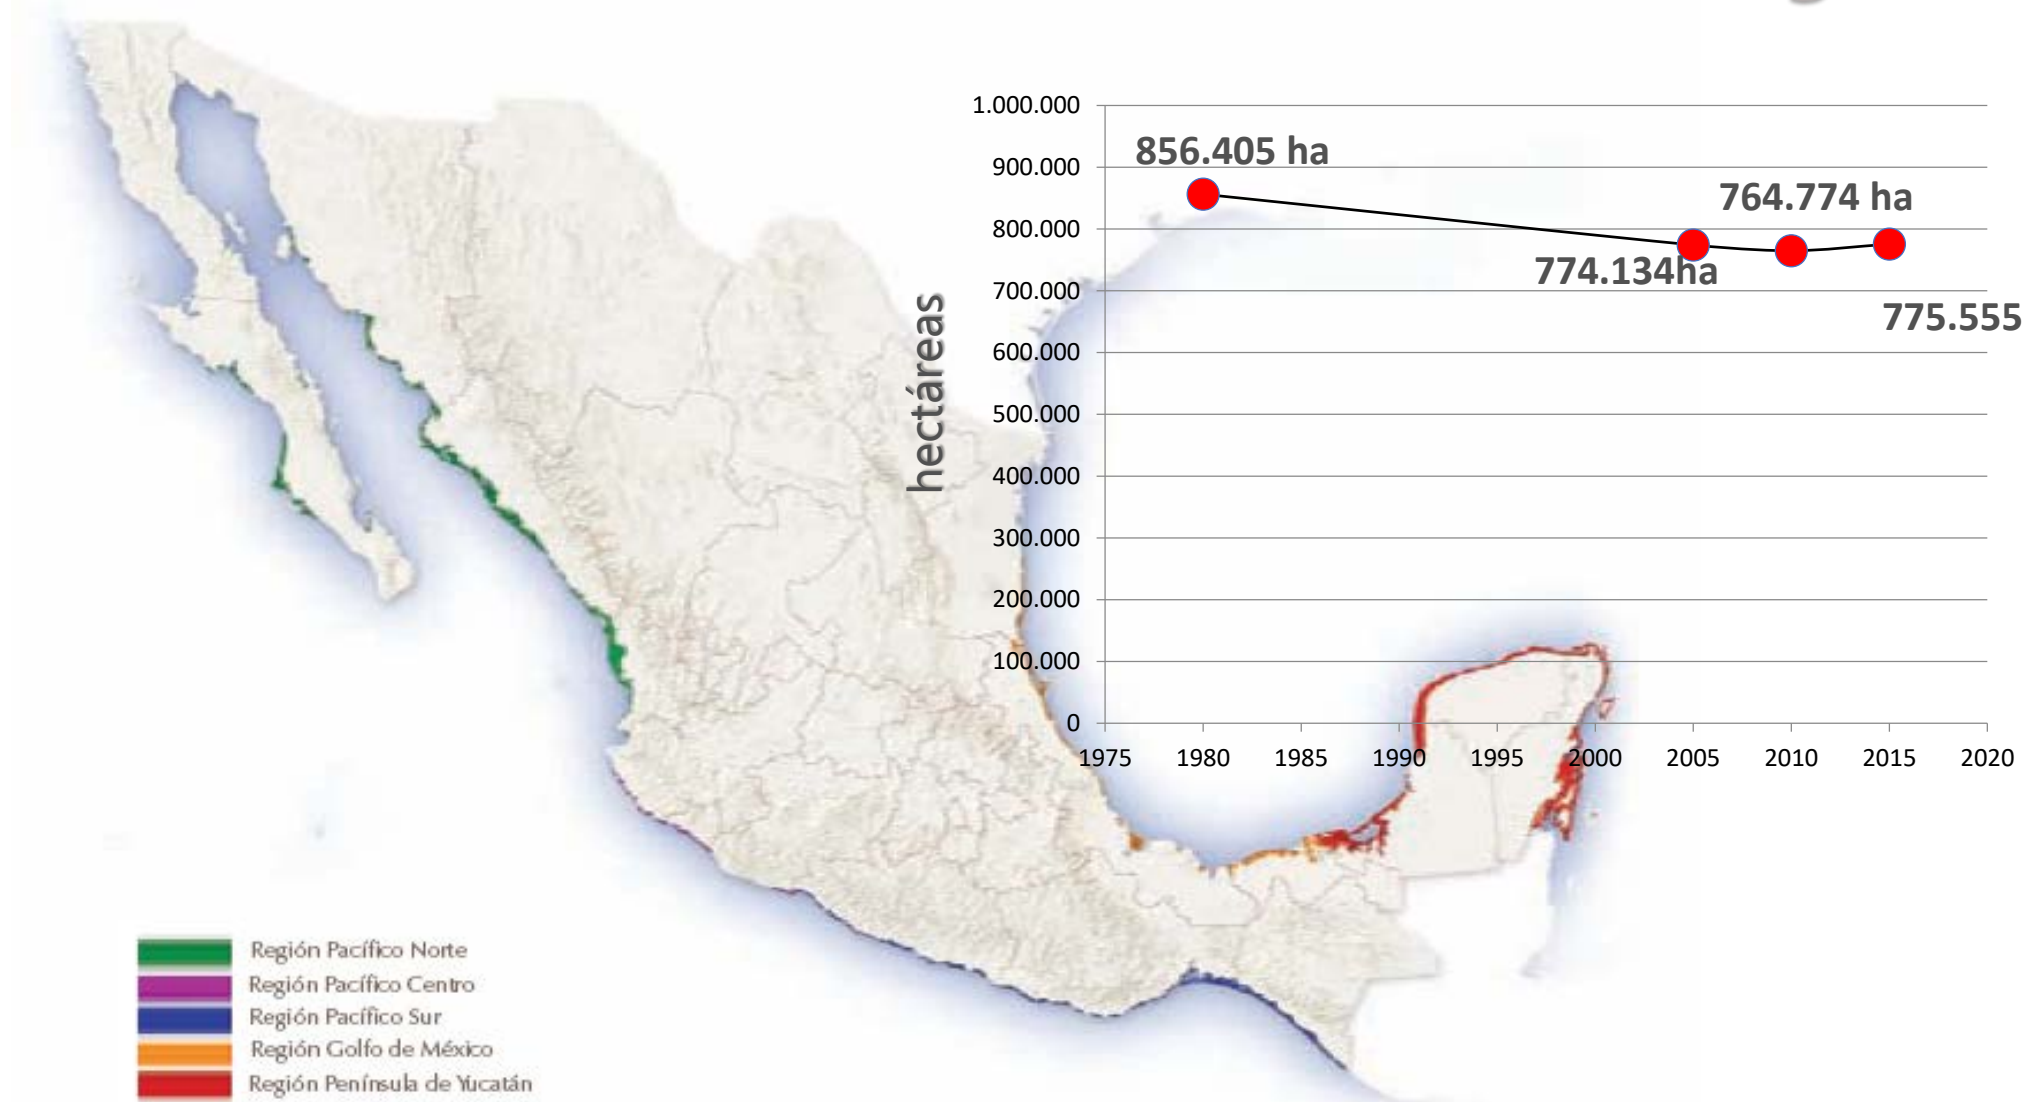 1.000.000
900.000
800.000
700.000
600.000
500.000
400.000
300.000
200.000
100.000
0
hectáreas
856.405 ha
774.134ha
764.774 ha
775.555
1975 1980 1985 1990 1995 2000 2005 2010 2015 2020
Región Pacífico Norte
Región Pacífico Centro
Región Pacífico Sur
Región Golfo de México
Región Península de Yucatán